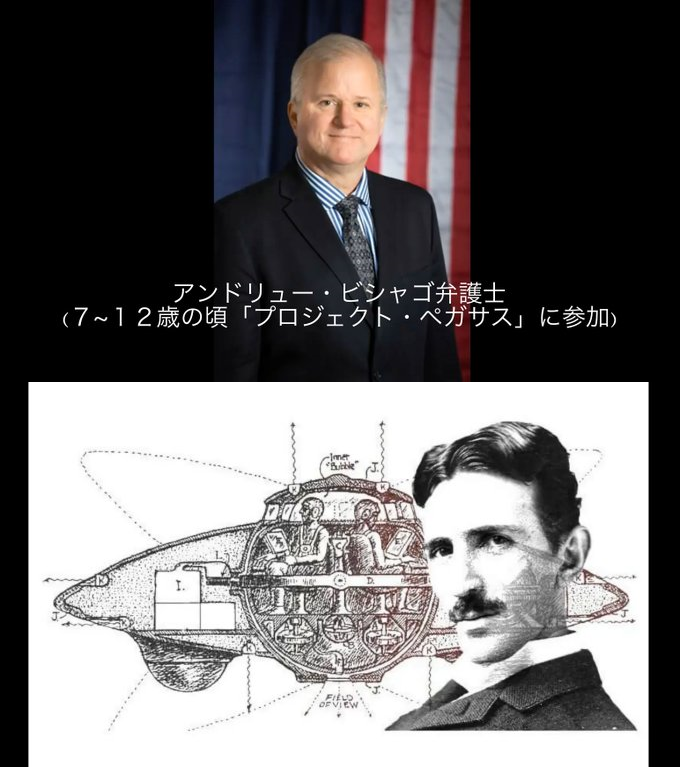 アンドリュー・ビシャゴ弁護士
(７~１２歳の頃「プロジェクト・ペガサス」に参加)
Inner
"Bubble"
J.
K
K
L
I.
D.
K
J
J
K
K
J.
FIELD
OF VIEW